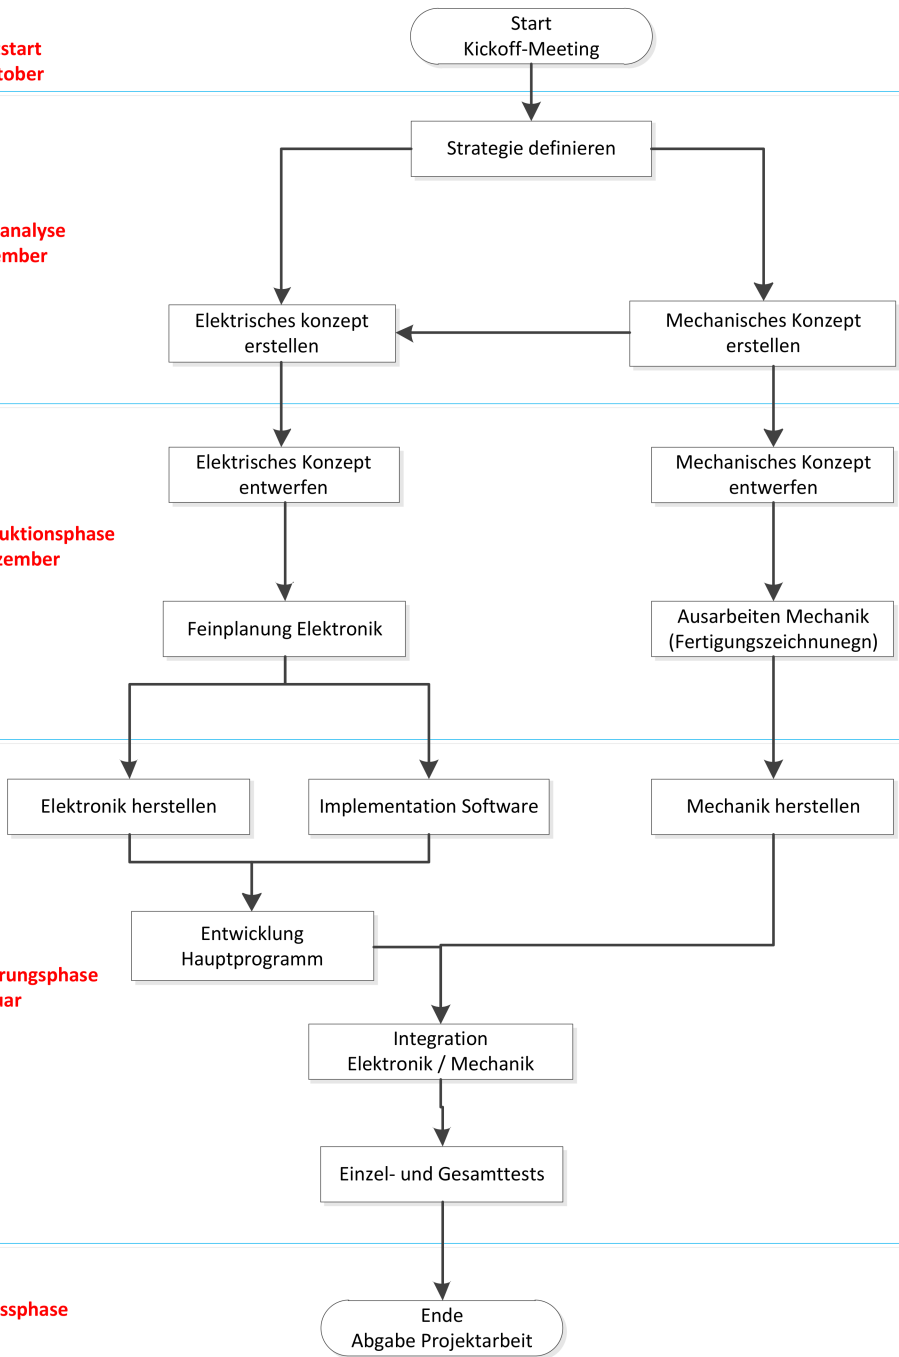 Start
Kickoff-Meeting
start
tober
Strategie definieren
analyse
ember
Elektrisches konzept
erstellen
Mechanisches Konzept
erstellen
Elektrisches Konzept
entwerfen
Mechanisches Konzept
entwerfen
uktionsphase
zember
Feinplanung Elektronik
Ausarbeiten Mechanik
(Fertigungszeichnunegn)
Elektronik herstellen
Implementation Software
Mechanik herstellen
Entwicklung
Hauptprogramm
rungsphase
uar
Integration
Elektronik / Mechanik
Einzel- und Gesamttests
ssphase
Ende
Abgabe Projektarbeit